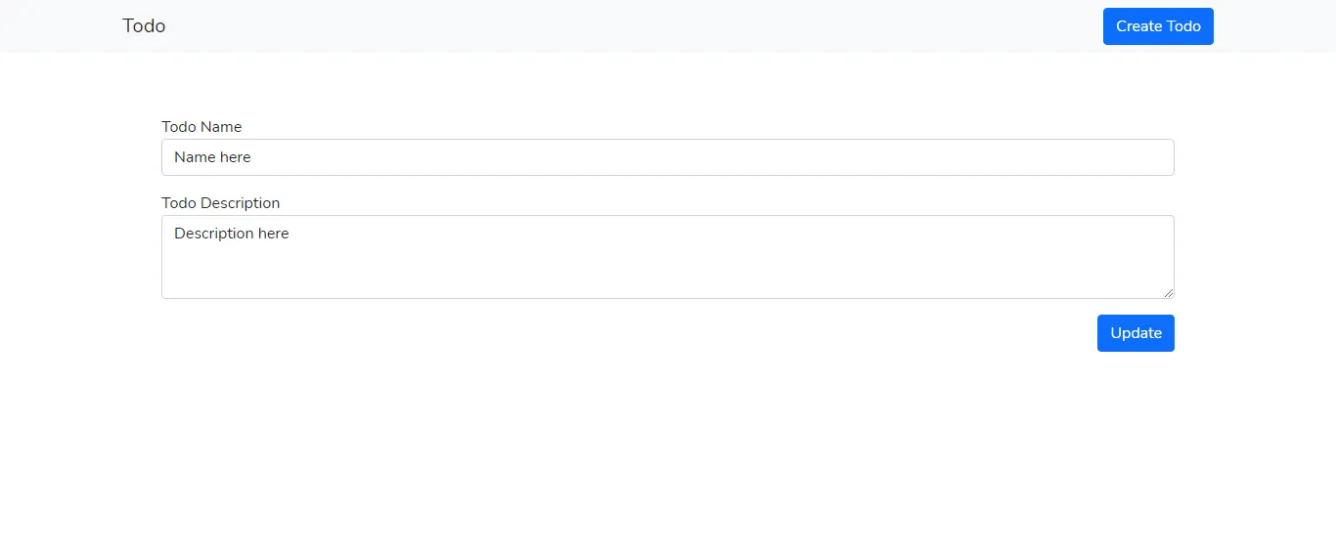 Todo
Create Todo
Todo Name
Name here
Todo Description
Description here
Update